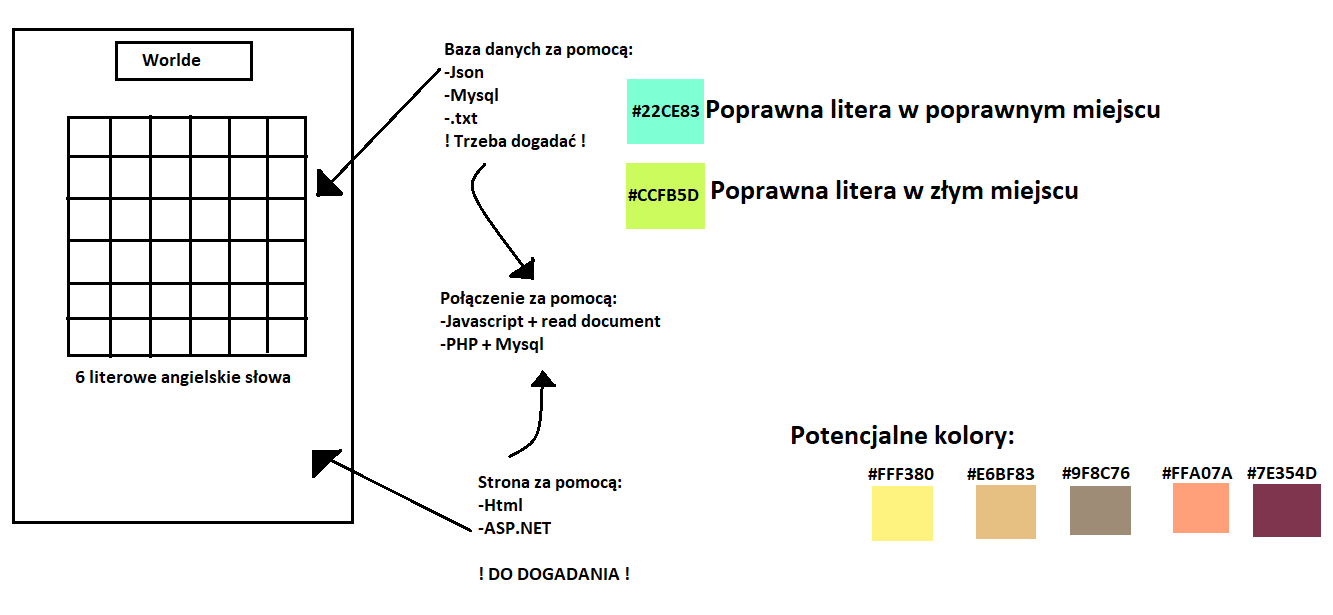 Worlde
6 literowe angielskie słowa
Baza danych za pomocą:
-Json
-Mysql
-.txt
! Trzeba dogadać !
#22CE83 Poprawna litera w poprawnym miejscu
#CCFB5D Poprawna litera w złym miejscu
Połączenie za pomocą:
-Javascript + read document
-PHP + Mysql
Strona za pomocą:
-Html
-ASP.NET
! DO DOGADANIA !
Potencjalne kolory:
#FFF380 #E6BF83 #9F8C76 #FFA07A #7E354D